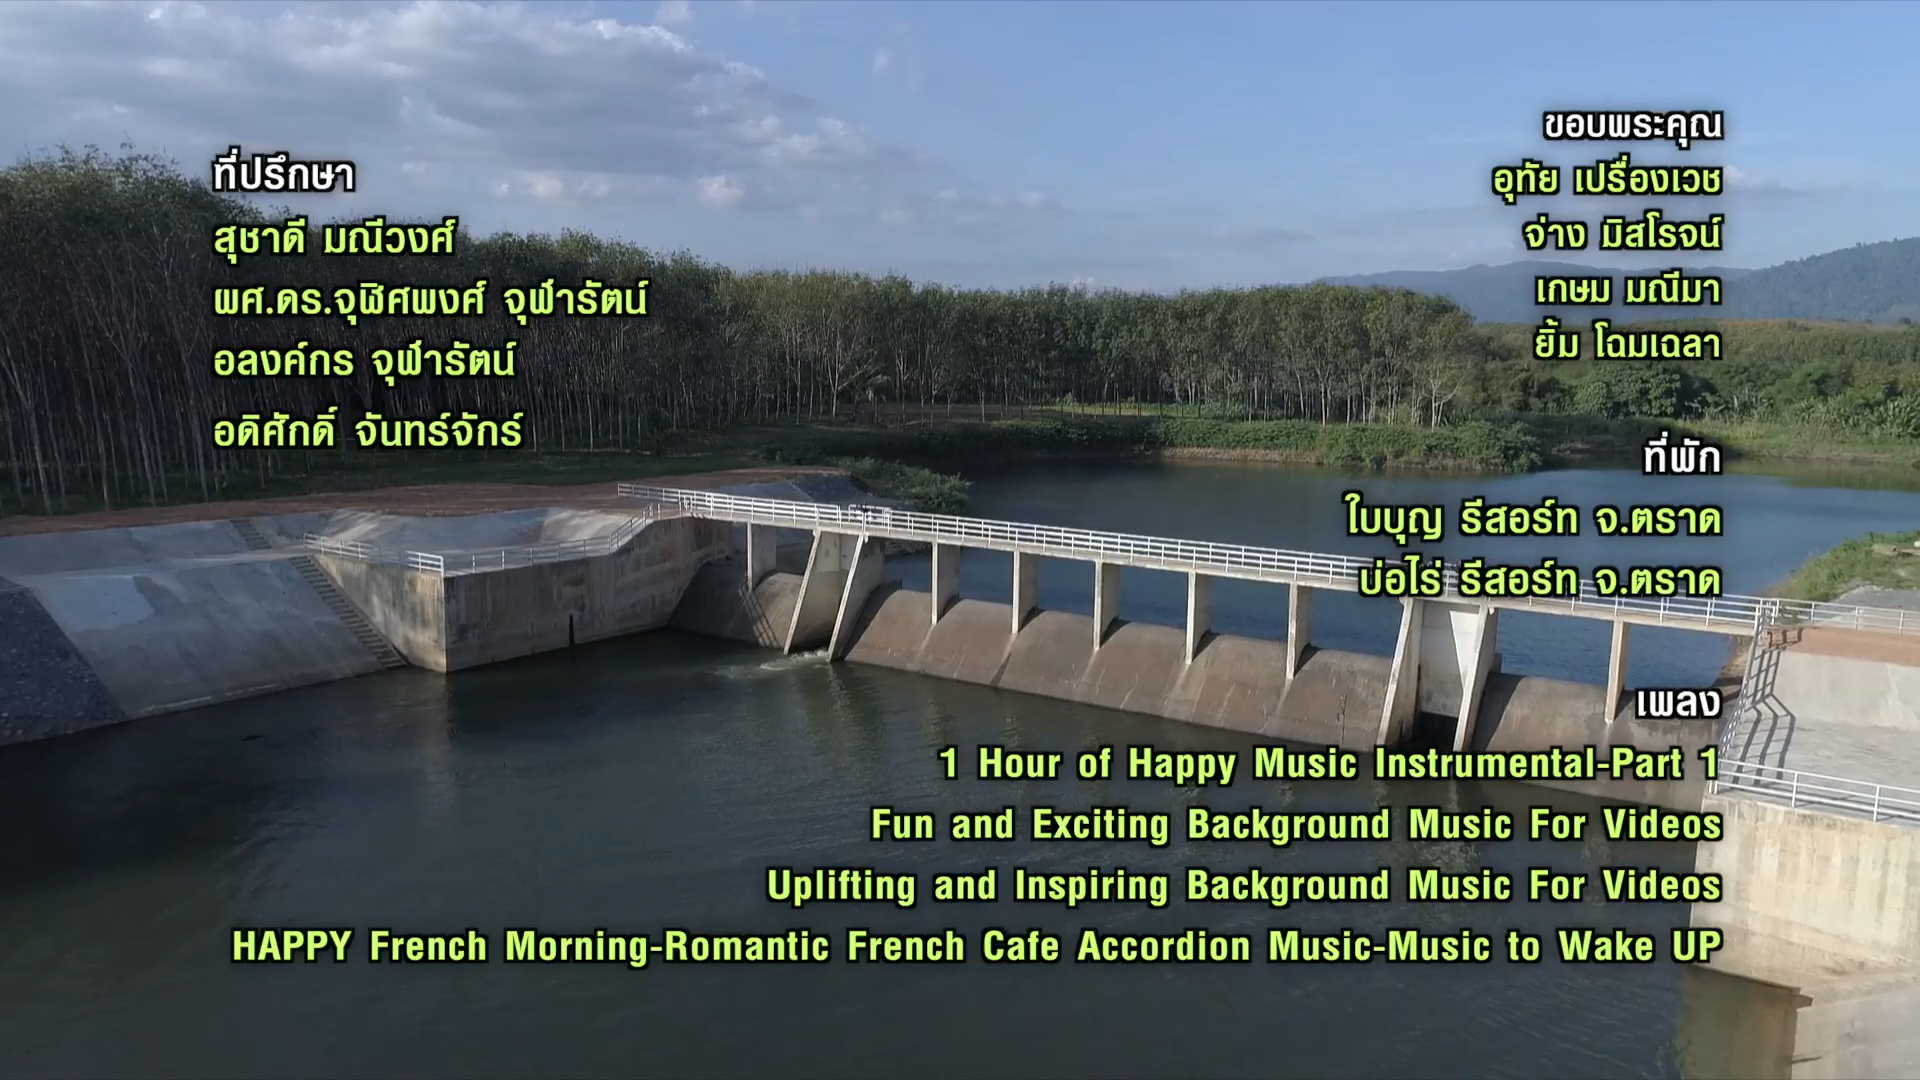 ที่ปรึกษา
สุชาดี มณีวงศ์
ผศ.ดร.จุฬิศพงศ์ จุฬารัตน์
อลงค์กร จุฬารัตน์
อดิศักดิ์ จันทร์จักร์
ขอบพระคุณ
อุทัย เปรื่องเวช
จ่าง มิสโรจน์
เกษม มณีมา
ยิ้ม โฉมเฉลา
ที่พัก
ใบบุญ รีสอร์ท จ.ตราด
บ่อไร่ รีสอร์ท จ.ตราด
เพลง
1 Hour of Happy Music Instrumental-Part 1
Fun and Exciting Background Music For Videos
Uplifting and Inspiring Background Music For Videos
HAPPY French Morning-Romantic French Cafe Accordion Music-Music to Wake UP